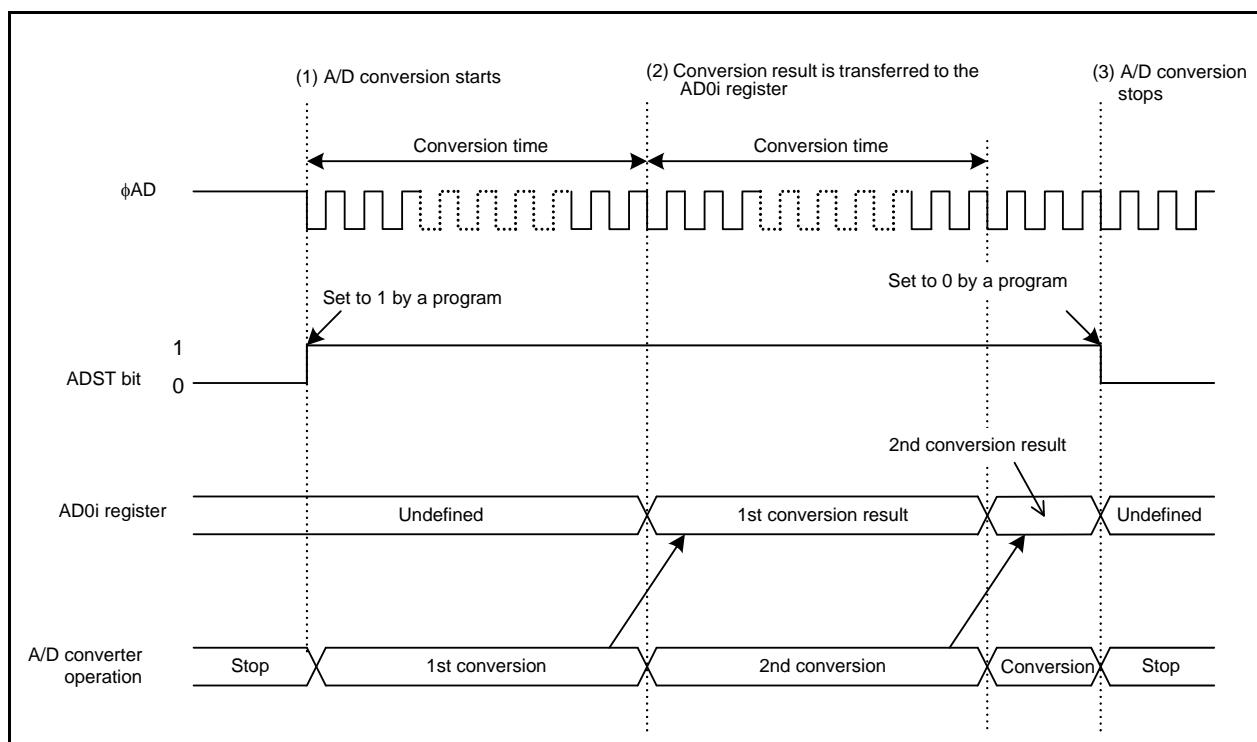 (1) A/D conversion starts
(2) Conversion result is transferred to the
AD0i register
(3) A/D conversion
stops
Conversion time
Conversion time
ϕAD
Set to 1 by a program
Set to 0 by a program
1
ADST bit
0
2nd conversion result
AD0i register
Undefined
1st conversion result
Undefined
A/D converter
operation
Stop
1st conversion
2nd conversion
Conversion
Stop